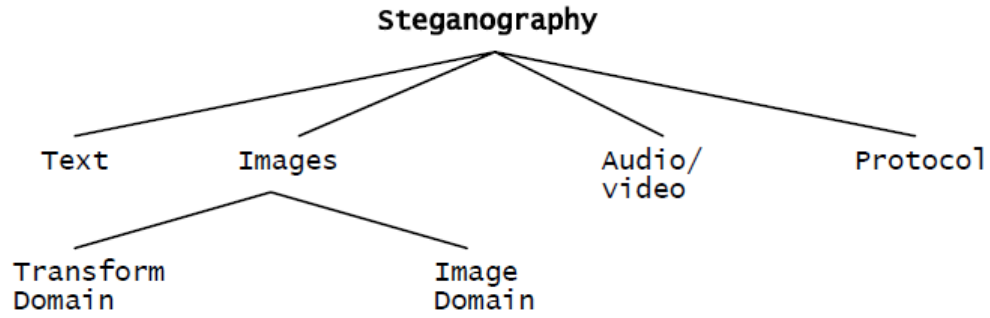 Steganography
Text Images Audio/ Protocol
video
Transform Image
Domain Domain